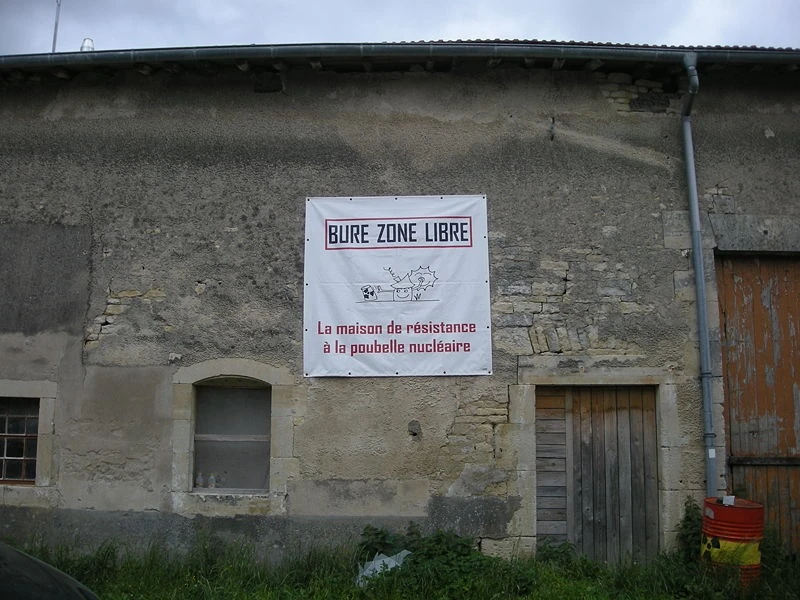 BURE ZONE LIBRE
La maison de résistance
à la poubelle nucléaire